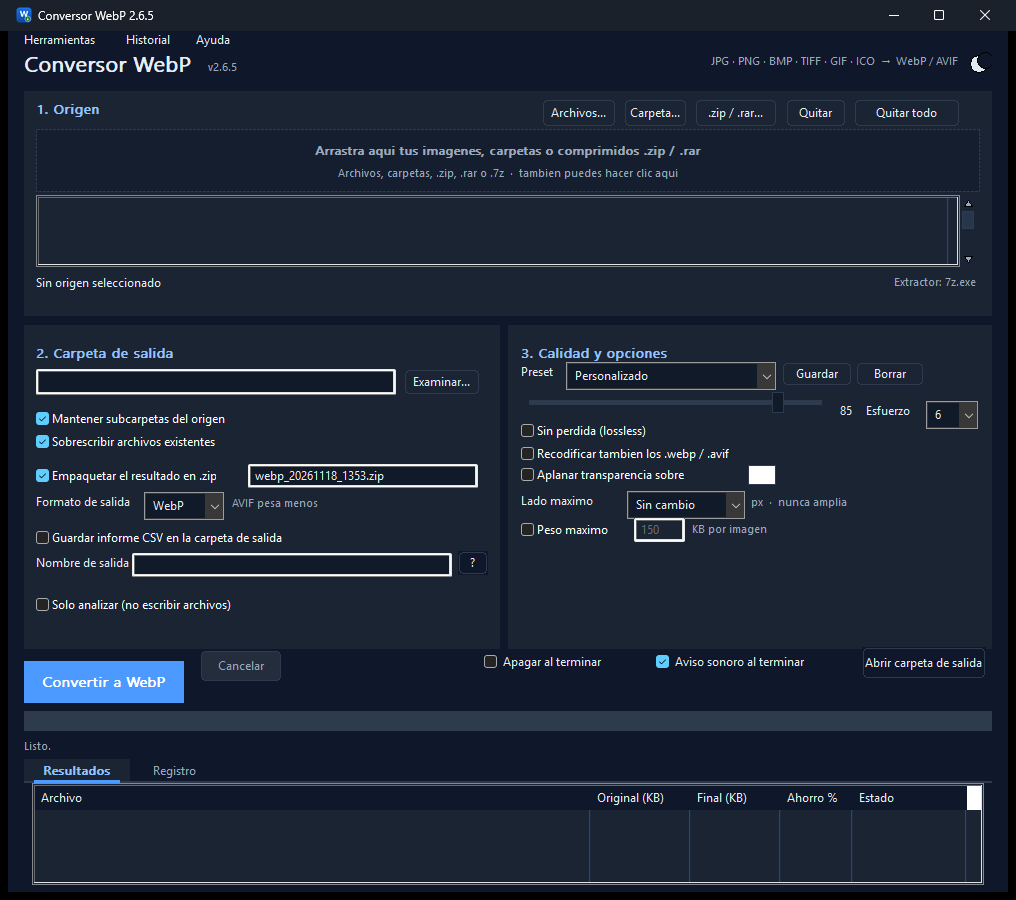 Conversor WebP 2.6.5
Herramientas Historial Ayuda
Conversor WebP v2.6.5 JPG · PNG · BMP · TIFF · GIF · ICO → WebP / AVIF
1. Origen Archivos... Carpeta... .zip / .rar... Quitar Quitar todo
Arrastra aqui tus imagenes, carpetas o comprimidos .zip / .rar
Archivos, carpetas, .zip, .rar o .7z · tambien puedes hacer clic aqui
Sin origen seleccionado Extractor: 7z.exe
2. Carpeta de salida
Examinar...
Mantener subcarpetas del origen
Sobrescribir archivos existentes
Empaquetar el resultado en .zip webp_20261118_1353.zip
Formato de salida WebP AVIF pesa menos
Guardar informe CSV en la carpeta de salida
Nombre de salida ?
Solo analizar (no escribir archivos)
3. Calidad y opciones
Preset Personalizado Guardar Borrar
85 Esfuerzo 6
Sin perdida (lossless)
Recodificar tambien los .webp / .avif
Aplanar transparencia sobre
Lado maximo Sin cambio px · nunca amplia
Peso maximo 150 KB por imagen
Convertir a WebP Cancelar Apagar al terminar Aviso sonoro al terminar Abrir carpeta de salida
Listo.
Resultados Registro
Archivo Original (KB) Final (KB) Ahorro % Estado